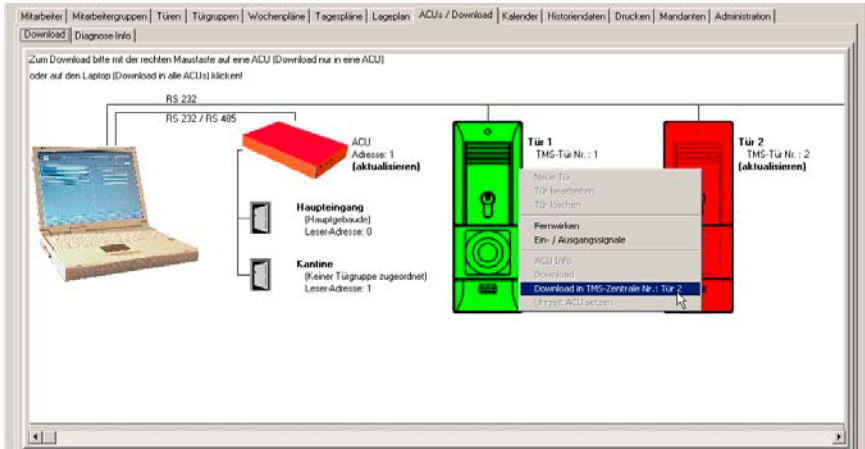 Mitarbeiter | Mitarbeitergruppen | Türen | Türgruppen | Wochenpläne | Tagespläne | Lageplan | ACUs / Download | Kalender | Historiendaten | Drucken | Mandanten | Administration
Download | Diagnose-Info
Zum Download bitte mit der rechten Maustaste auf eine ACU (Download nur in eine ACU)
oder auf den Laptop (Download in alle ACUs) klicken!
RS 232
RS 232 / RS 485
ACU
Adresse: 1
(aktualisieren)
Haupteingang
(Hauptgebäude)
Leser-Adresse: 0
Kantine
(Keiner Türgruppe zugeordnet)
Leser-Adresse: 1
Tür 1
TMS-Tür Nr. : 1
Tür 2
TMS-Tür Nr. : 2
(aktualisieren)
Neue Tür
Tür bearbeiten
Tür löschen
Fernwirken
Ein- / Ausgangssignale
ACU Info
Download
Download in TMS-Zentrale Nr.: Tür 2
Uhrzeit ACU setzen